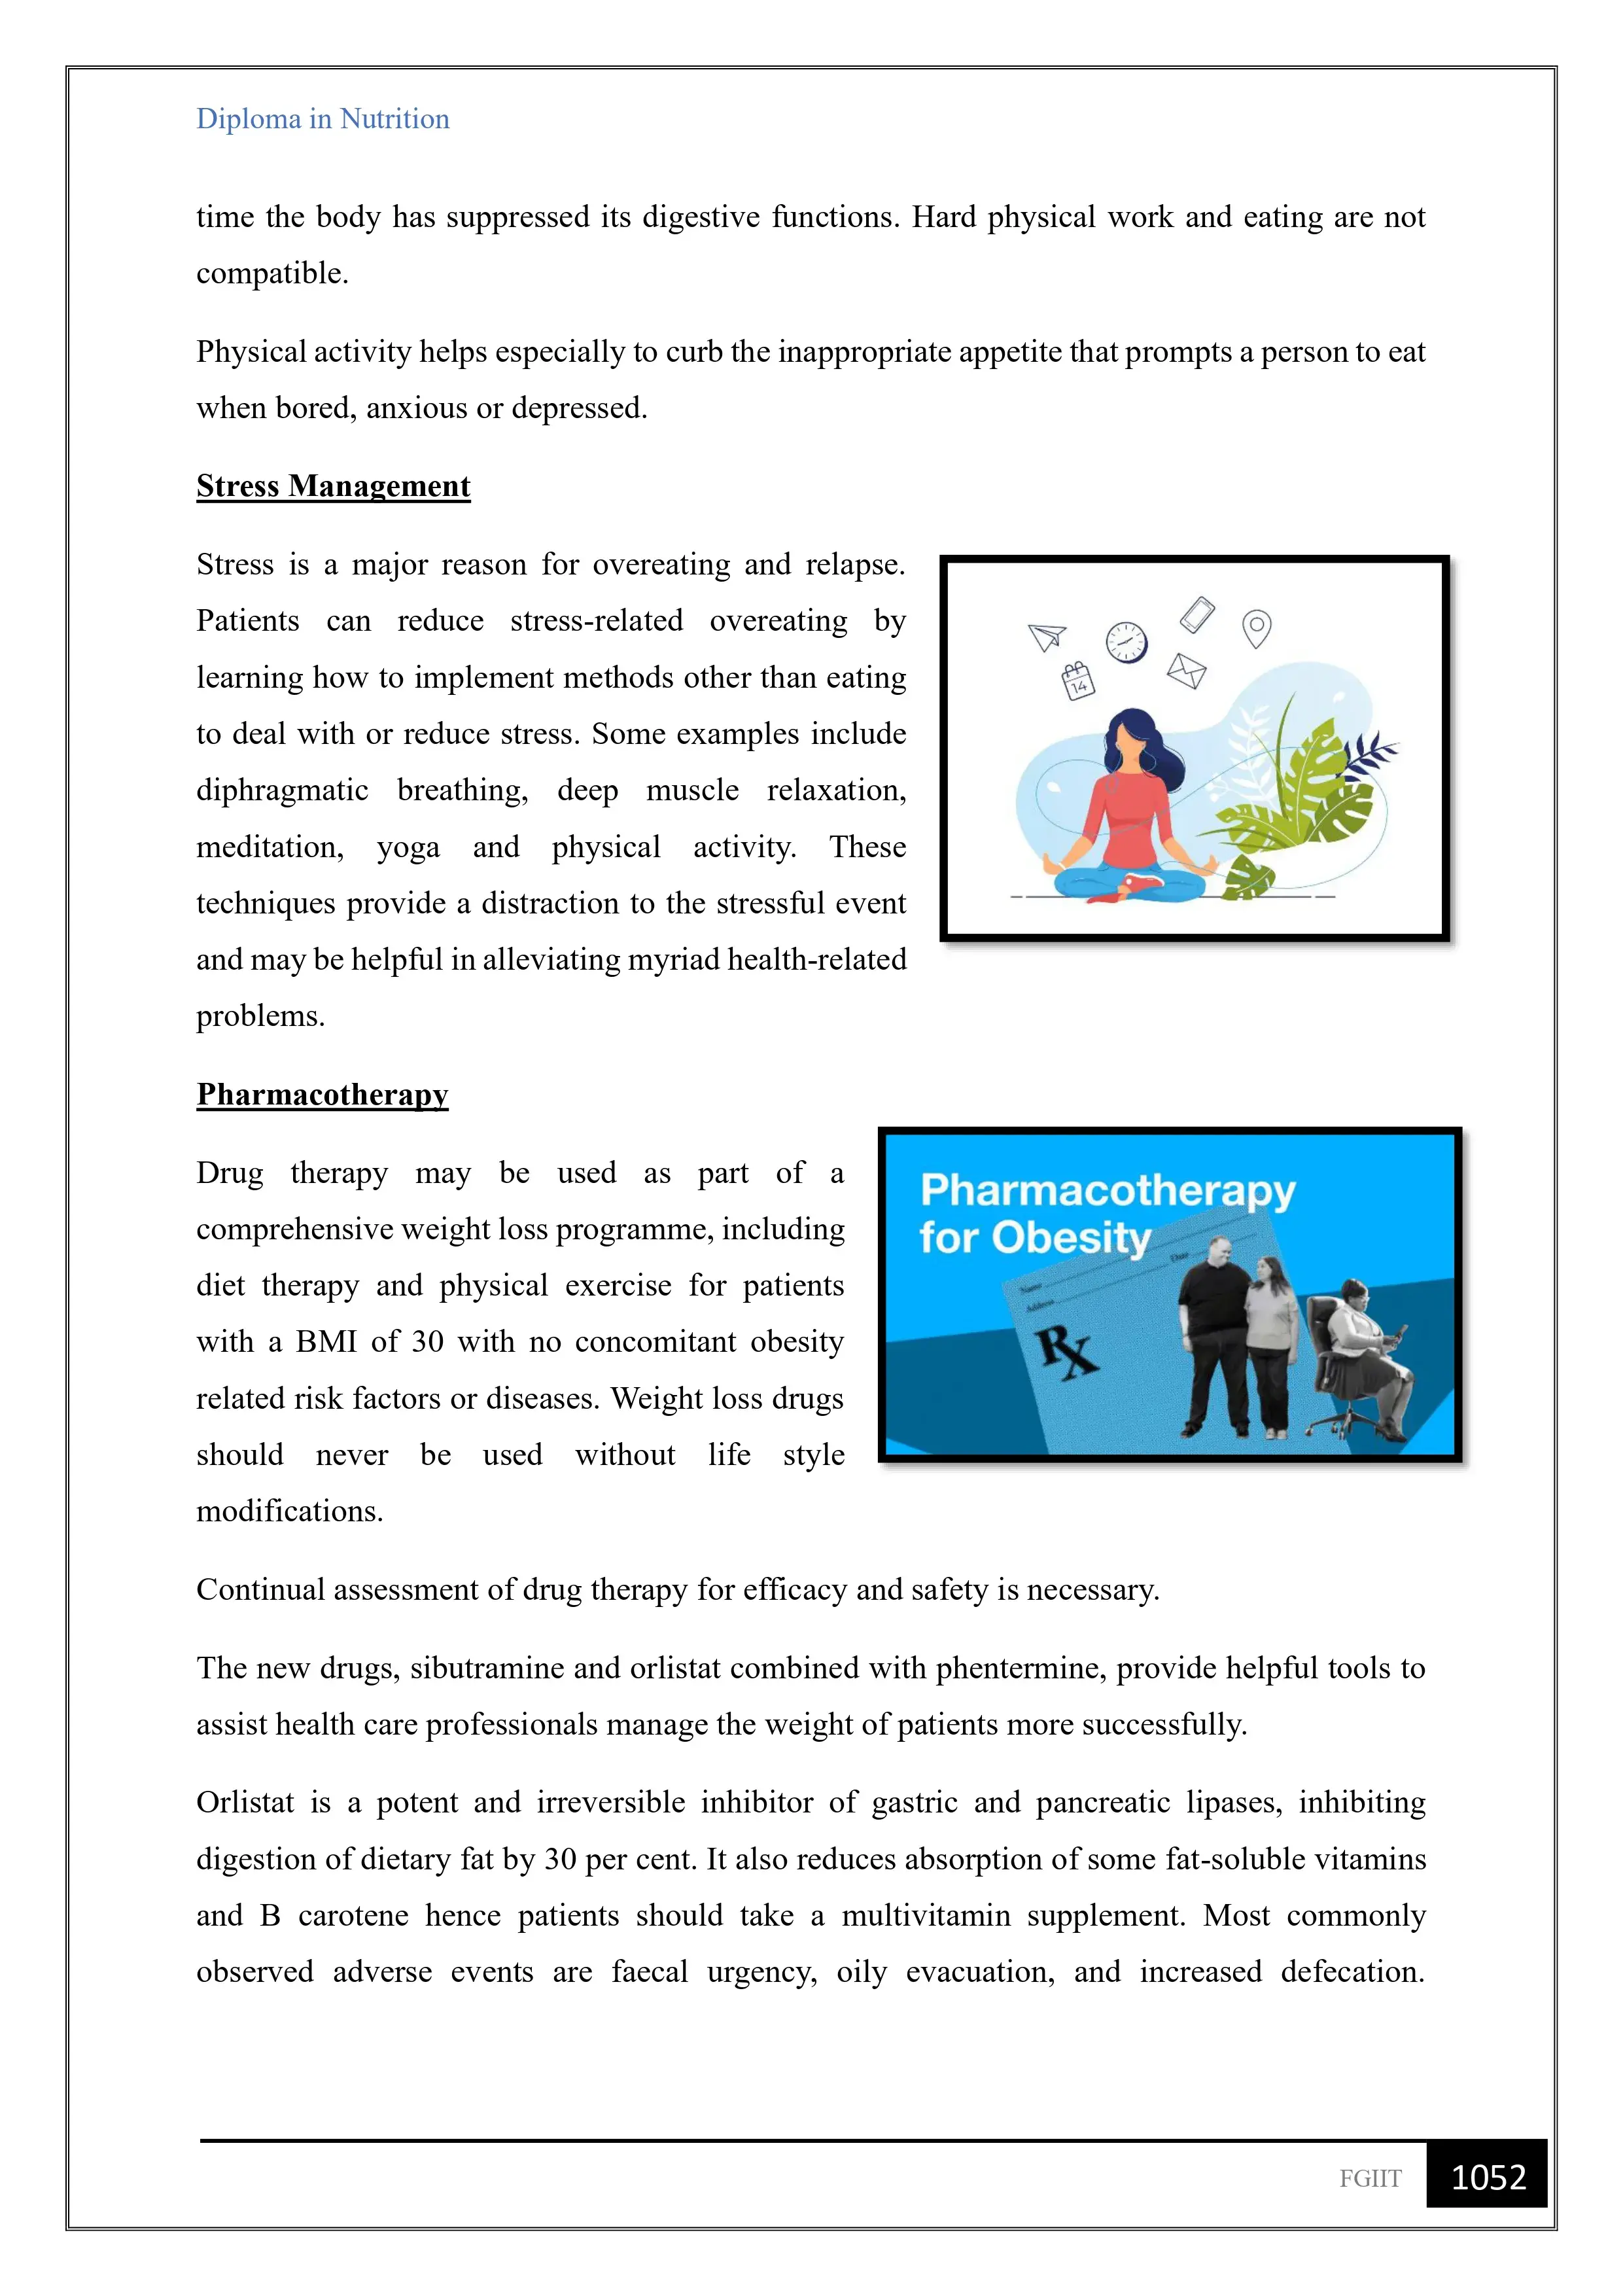 Diploma in Nutrition
time the body has suppressed its digestive functions. Hard physical work and eating are not
compatible.
Physical activity helps especially to curb the inappropriate appetite that prompts a person to eat
when bored, anxious or depressed.
Stress Management
Stress is a major reason for overeating and relapse.
Patients can reduce stress-related overeating by
learning how to implement methods other than eating
to deal with or reduce stress. Some examples include
diphragmatic breathing, deep muscle relaxation,
meditation, yoga and physical activity. These
techniques provide a distraction to the stressful event
and may be helpful in alleviating myriad health-related
problems.
14
Pharmacotherapy
Drug therapy may be used as part of a
comprehensive weight loss programme, including
diet therapy and physical exercise for patients
with a BMI of 30 with no concomitant obesity
related risk factors or diseases. Weight loss drugs
should never be used without life style
modifications.
Pharmacotherapy
for Obesity
Name
Date
Address
Rx
Continual assessment of drug therapy for efficacy and safety is necessary.
The new drugs, sibutramine and orlistat combined with phentermine, provide helpful tools to
assist health care professionals manage the weight of patients more successfully.
Orlistat is a potent and irreversible inhibitor of gastric and pancreatic lipases, inhibiting
digestion of dietary fat by 30 per cent. It also reduces absorption of some fat-soluble vitamins
and B carotene hence patients should take a multivitamin supplement. Most commonly
observed adverse events are faecal urgency, oily evacuation, and increased defecation.
FGIIT 1052